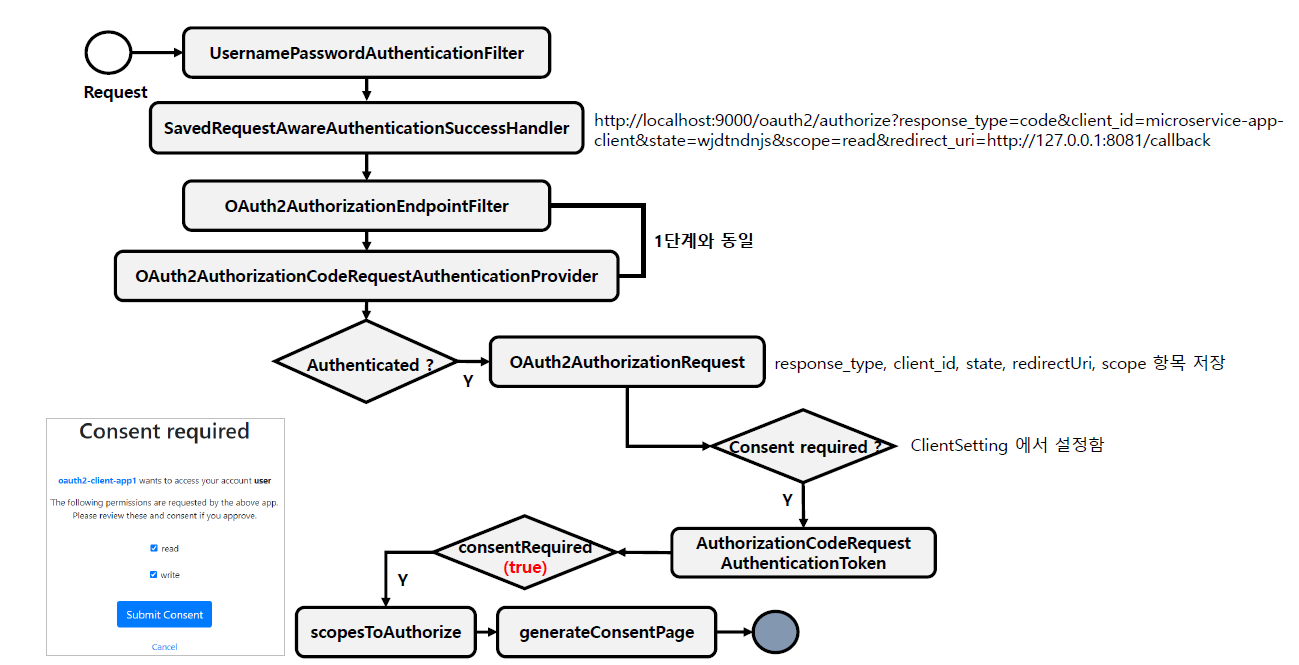 UsernamePasswordAuthenticationFilter
Request
SavedRequestAwareAuthenticationSuccessHandler
http://localhost:9000/oauth2/authorize?response_type=code&client_id=microservice-app-
client&state=wjdtndnjs&scope=read&redirect_uri=http://127.0.0.1:8081/callback
OAuth2AuthorizationEndpointFilter
1단계와 동일
OAuth2AuthorizationCodeRequestAuthenticationProvider
Authenticated ?
Y
OAuth2AuthorizationRequest
response_type, client_id, state, redirectUri, scope 항목 저장
Consent required ?
ClientSetting 에서 설정함
Y
AuthorizationCodeRequest
AuthenticationToken
consentRequired
(true)
Y
scopesToAuthorize
generateConsentPage
Consent required
oauth2-client-app1 wants to access your account user
The following permissions are requested by the above app.
Please review these and consent if you approve.
read
write
Submit Consent
Cancel